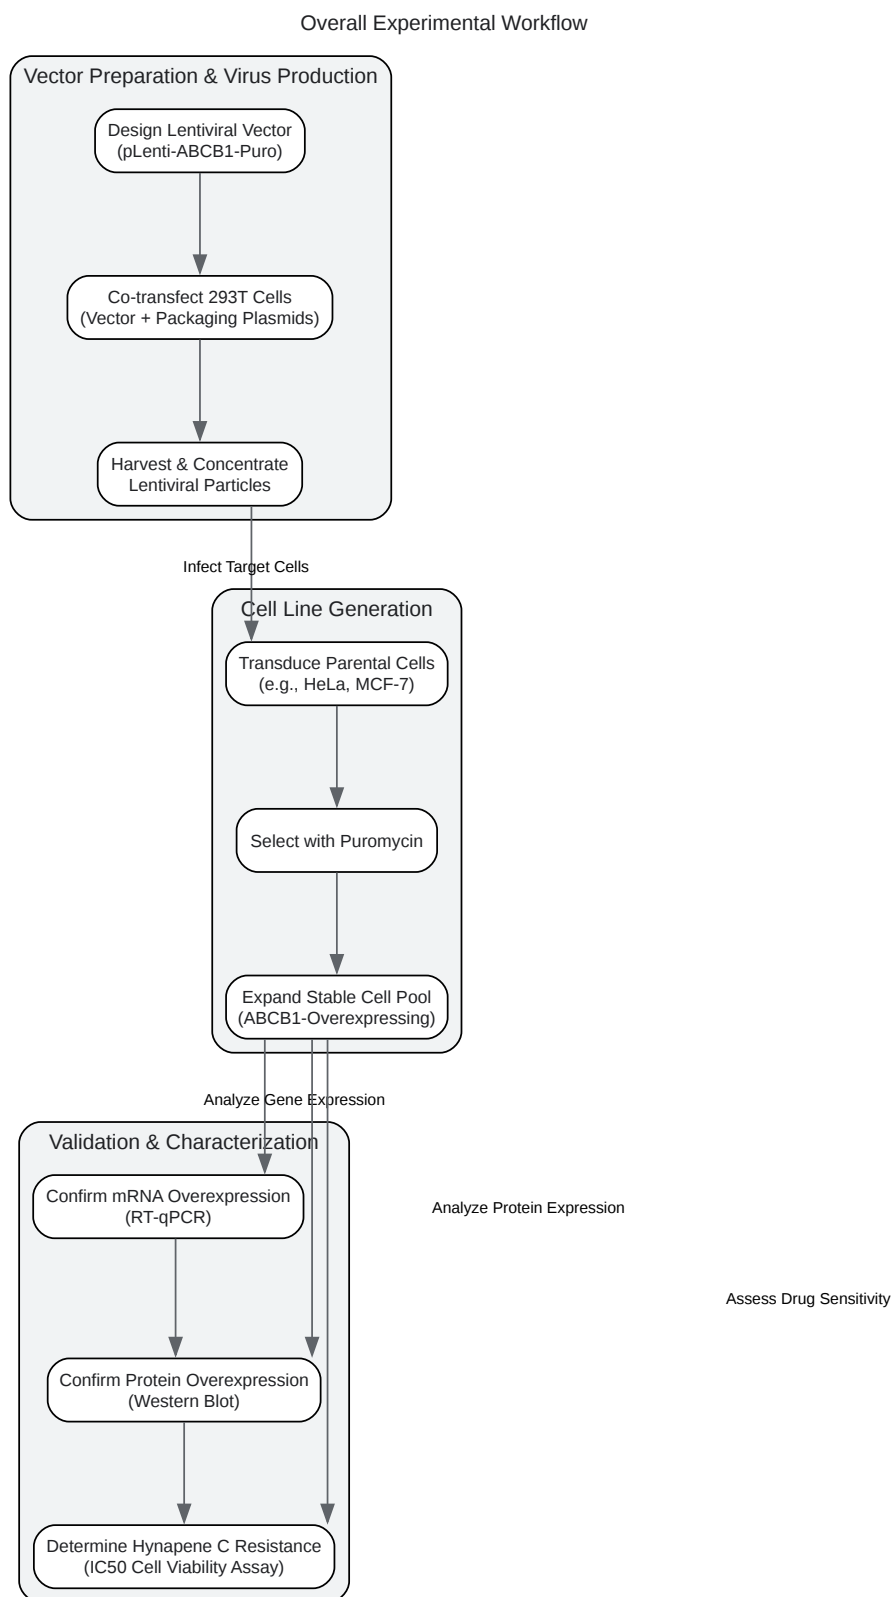 Overall Experimental Workflow
Vector Preparation & Virus Production
Design Lentiviral Vector
(pLenti-ABCB1-Puro)
Co-transfect 293T Cells
(Vector + Packaging Plasmids)
Harvest & Concentrate
Lentiviral Particles
Infect Target Cells
Cell Line Generation
Transduce Parental Cells
(e.g., HeLa, MCF-7)
Select with Puromycin
Expand Stable Cell Pool
(ABCB1-Overexpressing)
Analyze Gene Expression
Validation & Characterization
Confirm mRNA Overexpression
(RT-qPCR)
Analyze Protein Expression
Assess Drug Sensitivity
Confirm Protein Overexpression
(Western Blot)
Determine Hynapene C Resistance
(IC50 Cell Viability Assay)